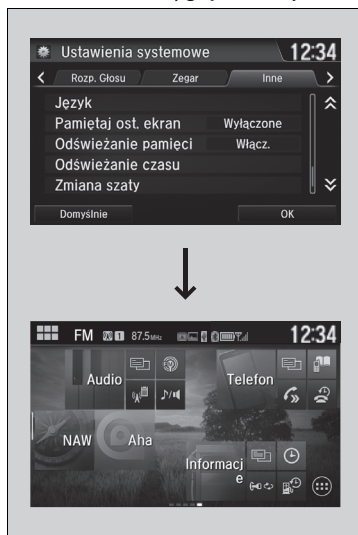 Ustawienia systemowe 12:34
Rozp. Głosu Zegar Inne
Język
Pamiętaj ost. ekran Wyłączone
Odświeżanie pamięci Włącz.
Odświeżanie czasu
Zmiana szaty
Domyślnie OK
FM 1 87.5MHz 12:34
Audio Telefon
NAW Aha
Informacj
e